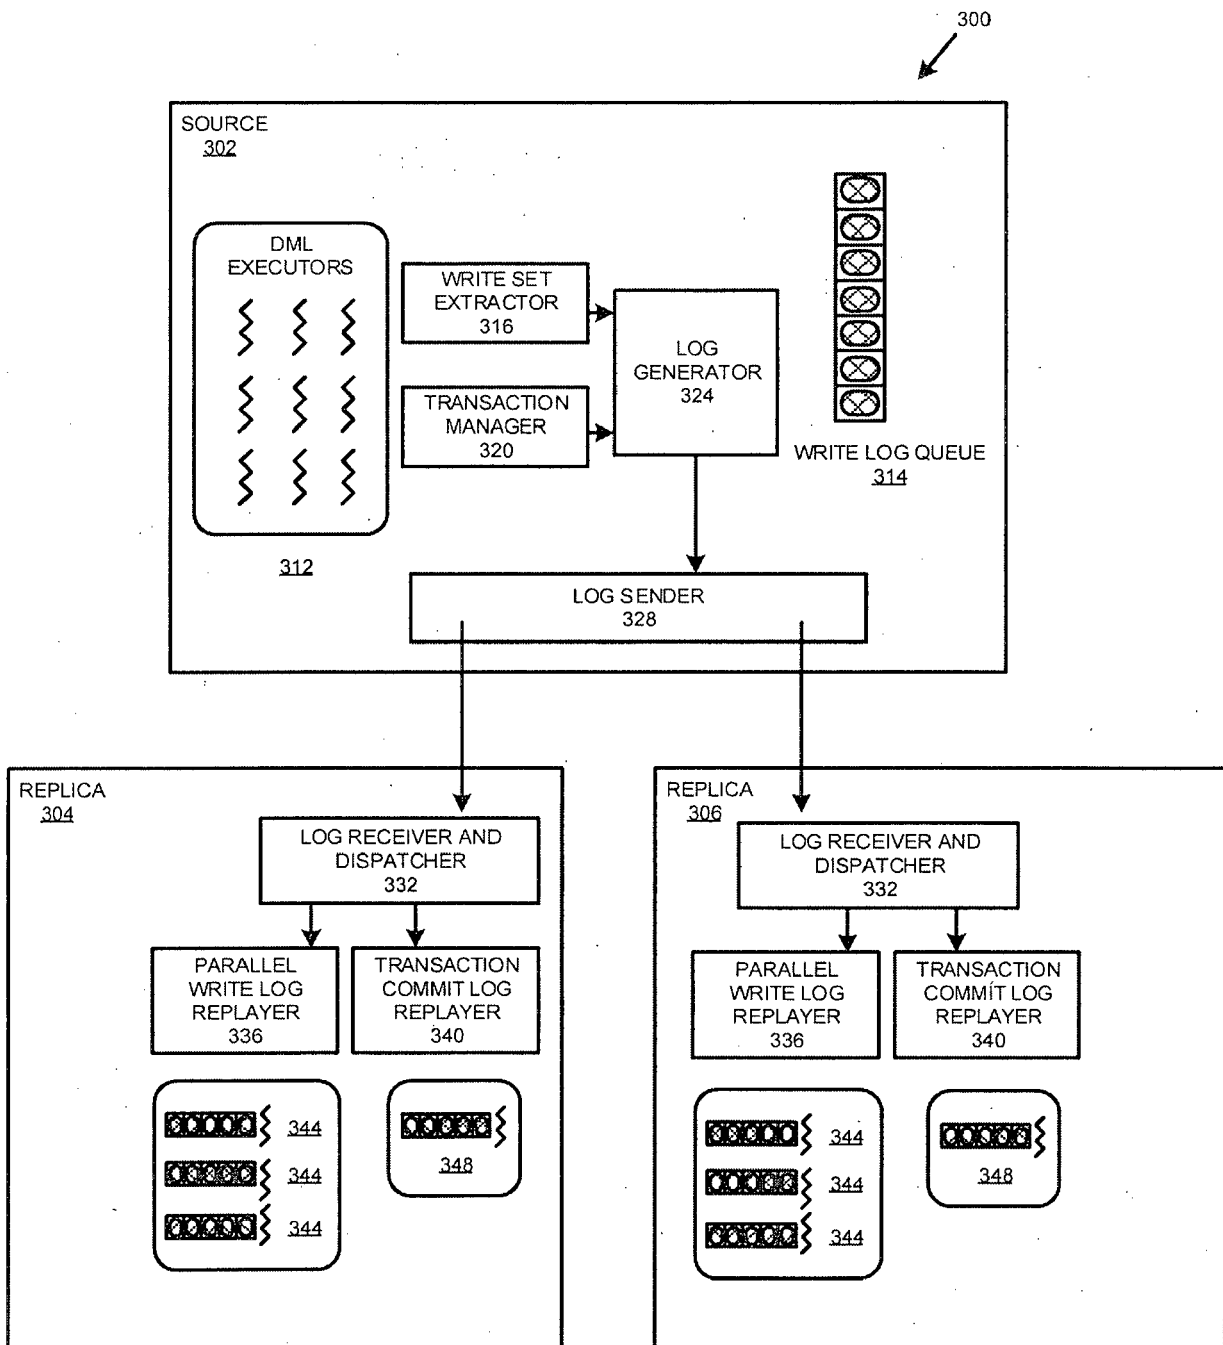 300
SOURCE
302
DML
EXECUTORS
312
WRITE SET
EXTRACTOR
316
TRANSACTION
MANAGER
320
LOG
GENERATOR
324
WRITE LOG QUEUE
314
LOG SENDER
328
REPLICA
304
LOG RECEIVER AND
DISPATCHER
332
PARALLEL
WRITE LOG
REPLAYER
336
TRANSACTION
COMMIT LOG
REPLAYER
340
344
344
344
348
REPLICA
306
LOG RECEIVER AND
DISPATCHER
332
PARALLEL
WRITE LOG
REPLAYER
336
TRANSACTION
COMMIT LOG
REPLAYER
340
344
344
344
348